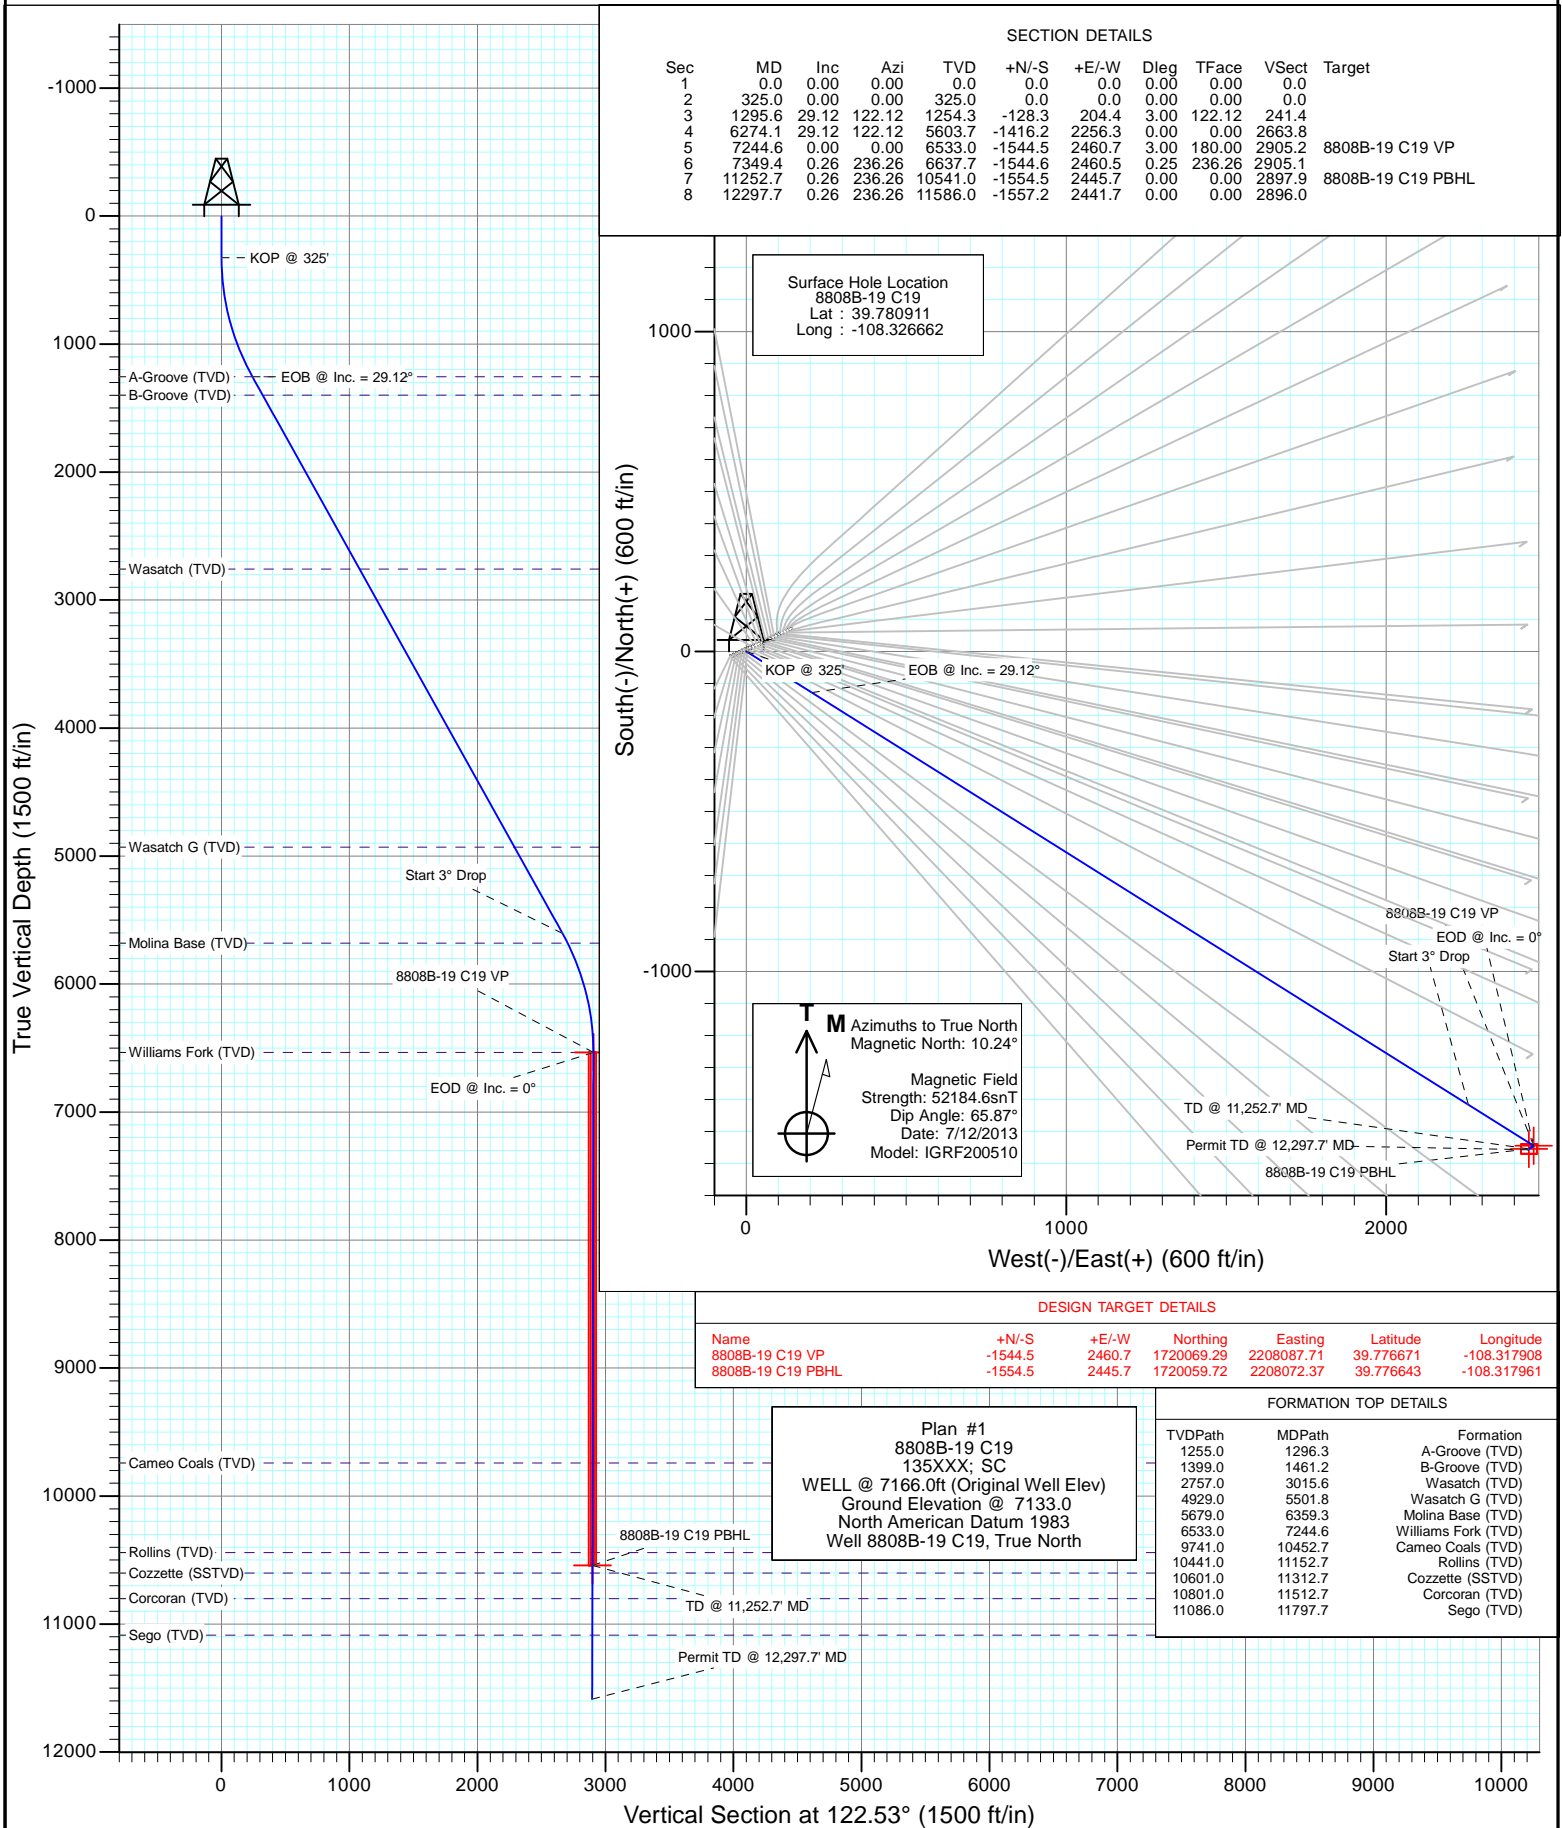 SECTION DETAILS
Sec MD Inc Azi TVD +N/-S +E/-W Dleg TFace VSect Target
1 0.0 0.00 0.00 0.0 0.0 0.0 0.00 0.00 0.0
2 325.0 0.00 0.00 325.0 0.0 0.0 0.00 0.00 0.0
3 1295.6 29.12 122.12 1254.3 -128.3 204.4 3.00 122.12 241.4
4 6274.1 29.12 122.12 5603.7 -1416.2 2256.3 0.00 0.00 2663.8
5 7244.6 0.00 0.00 6533.0 -1544.5 2460.7 3.00 180.00 2905.2 8808B-19 C19 VP
6 7349.4 0.26 236.26 6637.7 -1544.6 2460.5 0.25 236.26 2905.1
7 11252.7 0.26 236.26 10541.0 -1554.5 2445.7 0.00 0.00 2897.9 8808B-19 C19 PBHL
8 12297.7 0.26 236.26 11586.0 -1557.2 2441.7 0.00 0.00 2896.0
True Vertical Depth (1500 ft/in)
-1000
0
1000
2000
3000
4000
5000
6000
7000
8000
9000
10000
11000
12000
KOP @ 325'
A-Groove (TVD)
EOB @ Inc. = 29.12°
B-Groove (TVD)
Wasatch (TVD)
Wasatch G (TVD)
Start 3° Drop
Molina Base (TVD)
8808B-19 C19 VP
Williams Fork (TVD)
EOD @ Inc. = 0°
Cameo Coals (TVD)
8808B-19 C19 PBHL
Rollins (TVD)
Cozzette (SSTVD)
Corcoran (TVD)
TD @ 11,252.7' MD
Sego (TVD)
Permit TD @ 12,297.7' MD
0 1000 2000 3000 4000 5000 6000 7000 8000 9000 10000
Vertical Section at 122.53° (1500 ft/in)
Surface Hole Location
8808B-19 C19
Lat : 39.780911
Long : -108.326662
South(-)/North(+) (600 ft/in)
1000
0
-1000
KOP @ 325'
EOB @ Inc. = 29.12°
8808B-19 C19 VP
EOD @ Inc. = 0°
Start 3° Drop
TD @ 11,252.7' MD
Permit TD @ 12,297.7' MD
8808B-19 C19 PBHL
T
M
Azimuths to True North
Magnetic North: 10.24°
Magnetic Field
Strength: 52184.6snT
Dip Angle: 65.87°
Date: 7/12/2013
Model: IGRF200510
0 1000 2000
West(-)/East(+) (600 ft/in)
DESIGN TARGET DETAILS
Name +N/-S +E/-W Northing Easting Latitude Longitude
8808B-19 C19 VP -1544.5 2460.7 1720069.29 2208087.71 39.776671 -108.317908
8808B-19 C19 PBHL -1554.5 2445.7 1720059.72 2208072.37 39.776643 -108.317961
Plan #1
8808B-19 C19
135XXX; SC
WELL @ 7166.0ft (Original Well Elev)
Ground Elevation @ 7133.0
North American Datum 1983
Well 8808B-19 C19, True North
FORMATION TOP DETAILS
TVDPath MDPath Formation
1255.0 1296.3 A-Groove (TVD)
1399.0 1461.2 B-Groove (TVD)
2757.0 3015.6 Wasatch (TVD)
4929.0 5501.8 Wasatch G (TVD)
5679.0 6359.3 Molina Base (TVD)
6533.0 7244.6 Williams Fork (TVD)
9741.0 10452.7 Cameo Coals (TVD)
10441.0 11152.7 Rollins (TVD)
10601.0 11312.7 Cozzette (SSTVD)
10801.0 11512.7 Corcoran (TVD)
11086.0 11797.7 Sego (TVD)